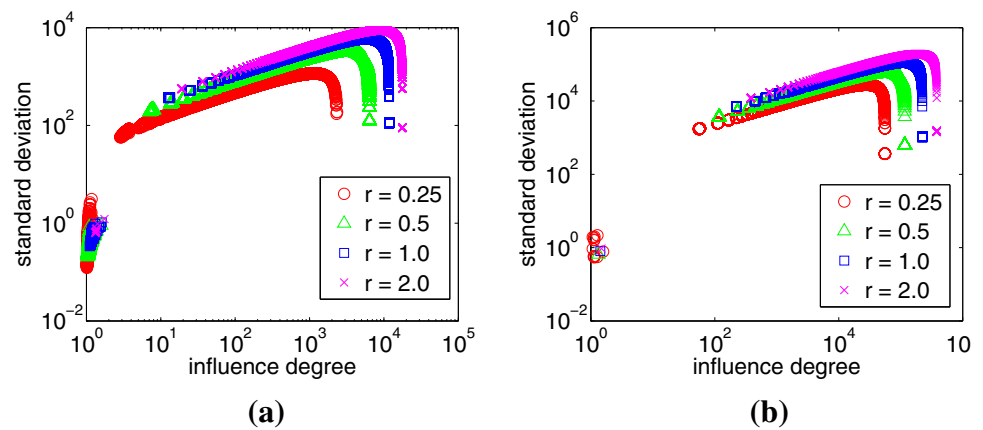 standard deviation
10^4
10^2
10^0
10^-2
r = 0.25
r = 0.5
r = 1.0
r = 2.0
10^0 10^1 10^2 10^3 10^4 10^5
influence degree
(a)
standard deviation
10^6
10^4
10^2
10^0
10^-2
r = 0.25
r = 0.5
r = 1.0
r = 2.0
10^0 10^2 10^4 10
influence degree
(b)